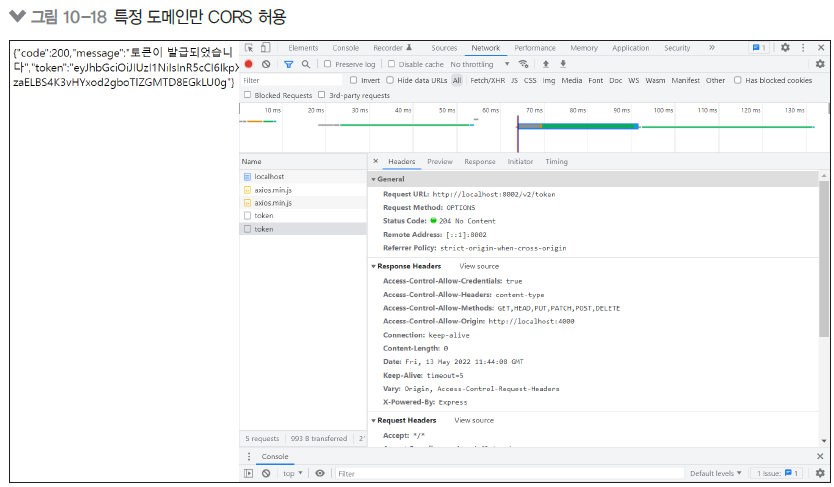 그림 10-18 특정 도메인만 CORS 허용
{"code":200,"message":"토큰이 발급되었습니
다","token":"eyJhbGciOiJIUzI1NiIsInR5cCI6IkpX
zaELBS4K3vHYxod2gboTlZGMTD8EGkLU0g"}
Elements Console Recorder Sources Network Performance Memory Application Security » 1
Preserve log Disable cache No throttling
Filter Invert Hide data URLs All Fetch/XHR JS CSS Img Media Font Doc WS Wasm Manifest Other Has blocked cookies
Blocked Requests 3rd-party requests
10 ms 20 ms 30 ms 40 ms 50 ms 60 ms 70 ms 80 ms 90 ms 100 ms 110 ms 120 ms 130 ms
Name
localhost
axios.min.js
axios.min.js
token
token
5 requests 993 B transferred
× Headers Preview Response Initiator Timing
General
Request URL: http://localhost:8002/v2/token
Request Method: OPTIONS
Status Code: 204 No Content
Remote Address: [::1]:8002
Referrer Policy: strict-origin-when-cross-origin
Response Headers View source
Access-Control-Allow-Credentials: true
Access-Control-Allow-Headers: content-type
Access-Control-Allow-Methods: GET,HEAD,PUT,PATCH,POST,DELETE
Access-Control-Allow-Origin: http://localhost:4000
Connection: keep-alive
Content-Length: 0
Date: Fri, 13 May 2022 11:44:08 GMT
Keep-Alive: timeout=5
Vary: Origin, Access-Control-Request-Headers
X-Powered-By: Express
Request Headers View source
Accept: */*
Console
top Filter Default levels 1 Issue: 1